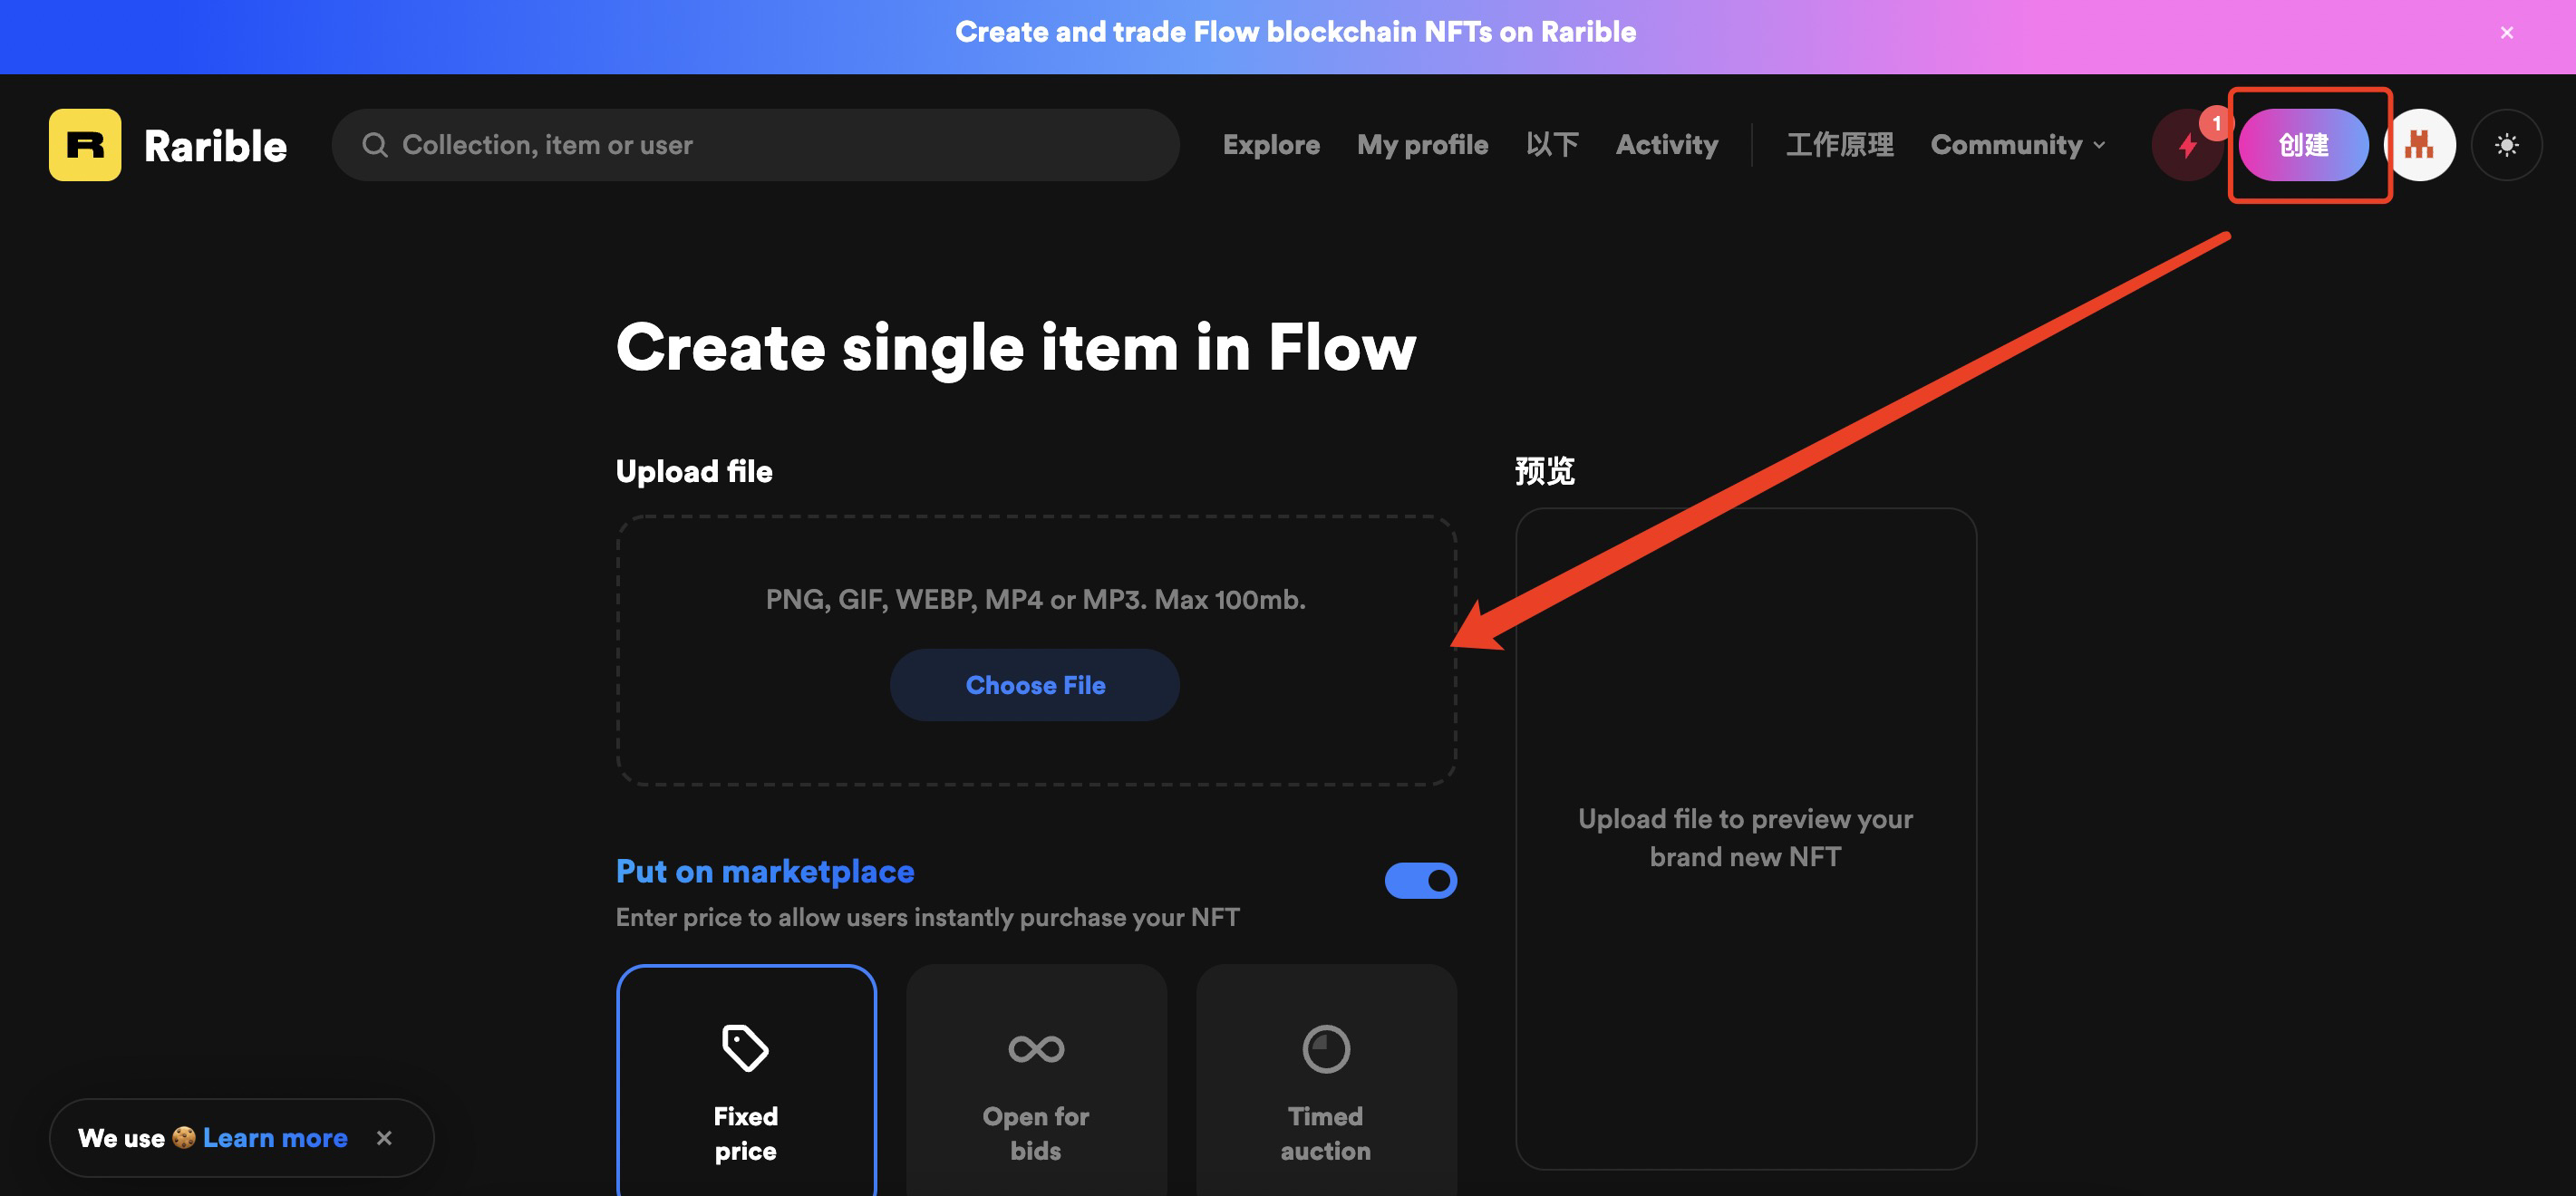 Create and trade Flow blockchain NFTs on Rarible
R Rarible
Collection, item or user
Explore
My profile
以下
Activity
工作原理
Community
1
创建
Create single item in Flow
Upload file
预览
PNG, GIF, WEBP, MP4 or MP3. Max 100mb.
Choose File
Upload file to preview your
brand new NFT
Put on marketplace
Enter price to allow users instantly purchase your NFT
Fixed
price
Open for
bids
Timed
auction
We use 🍪 Learn more